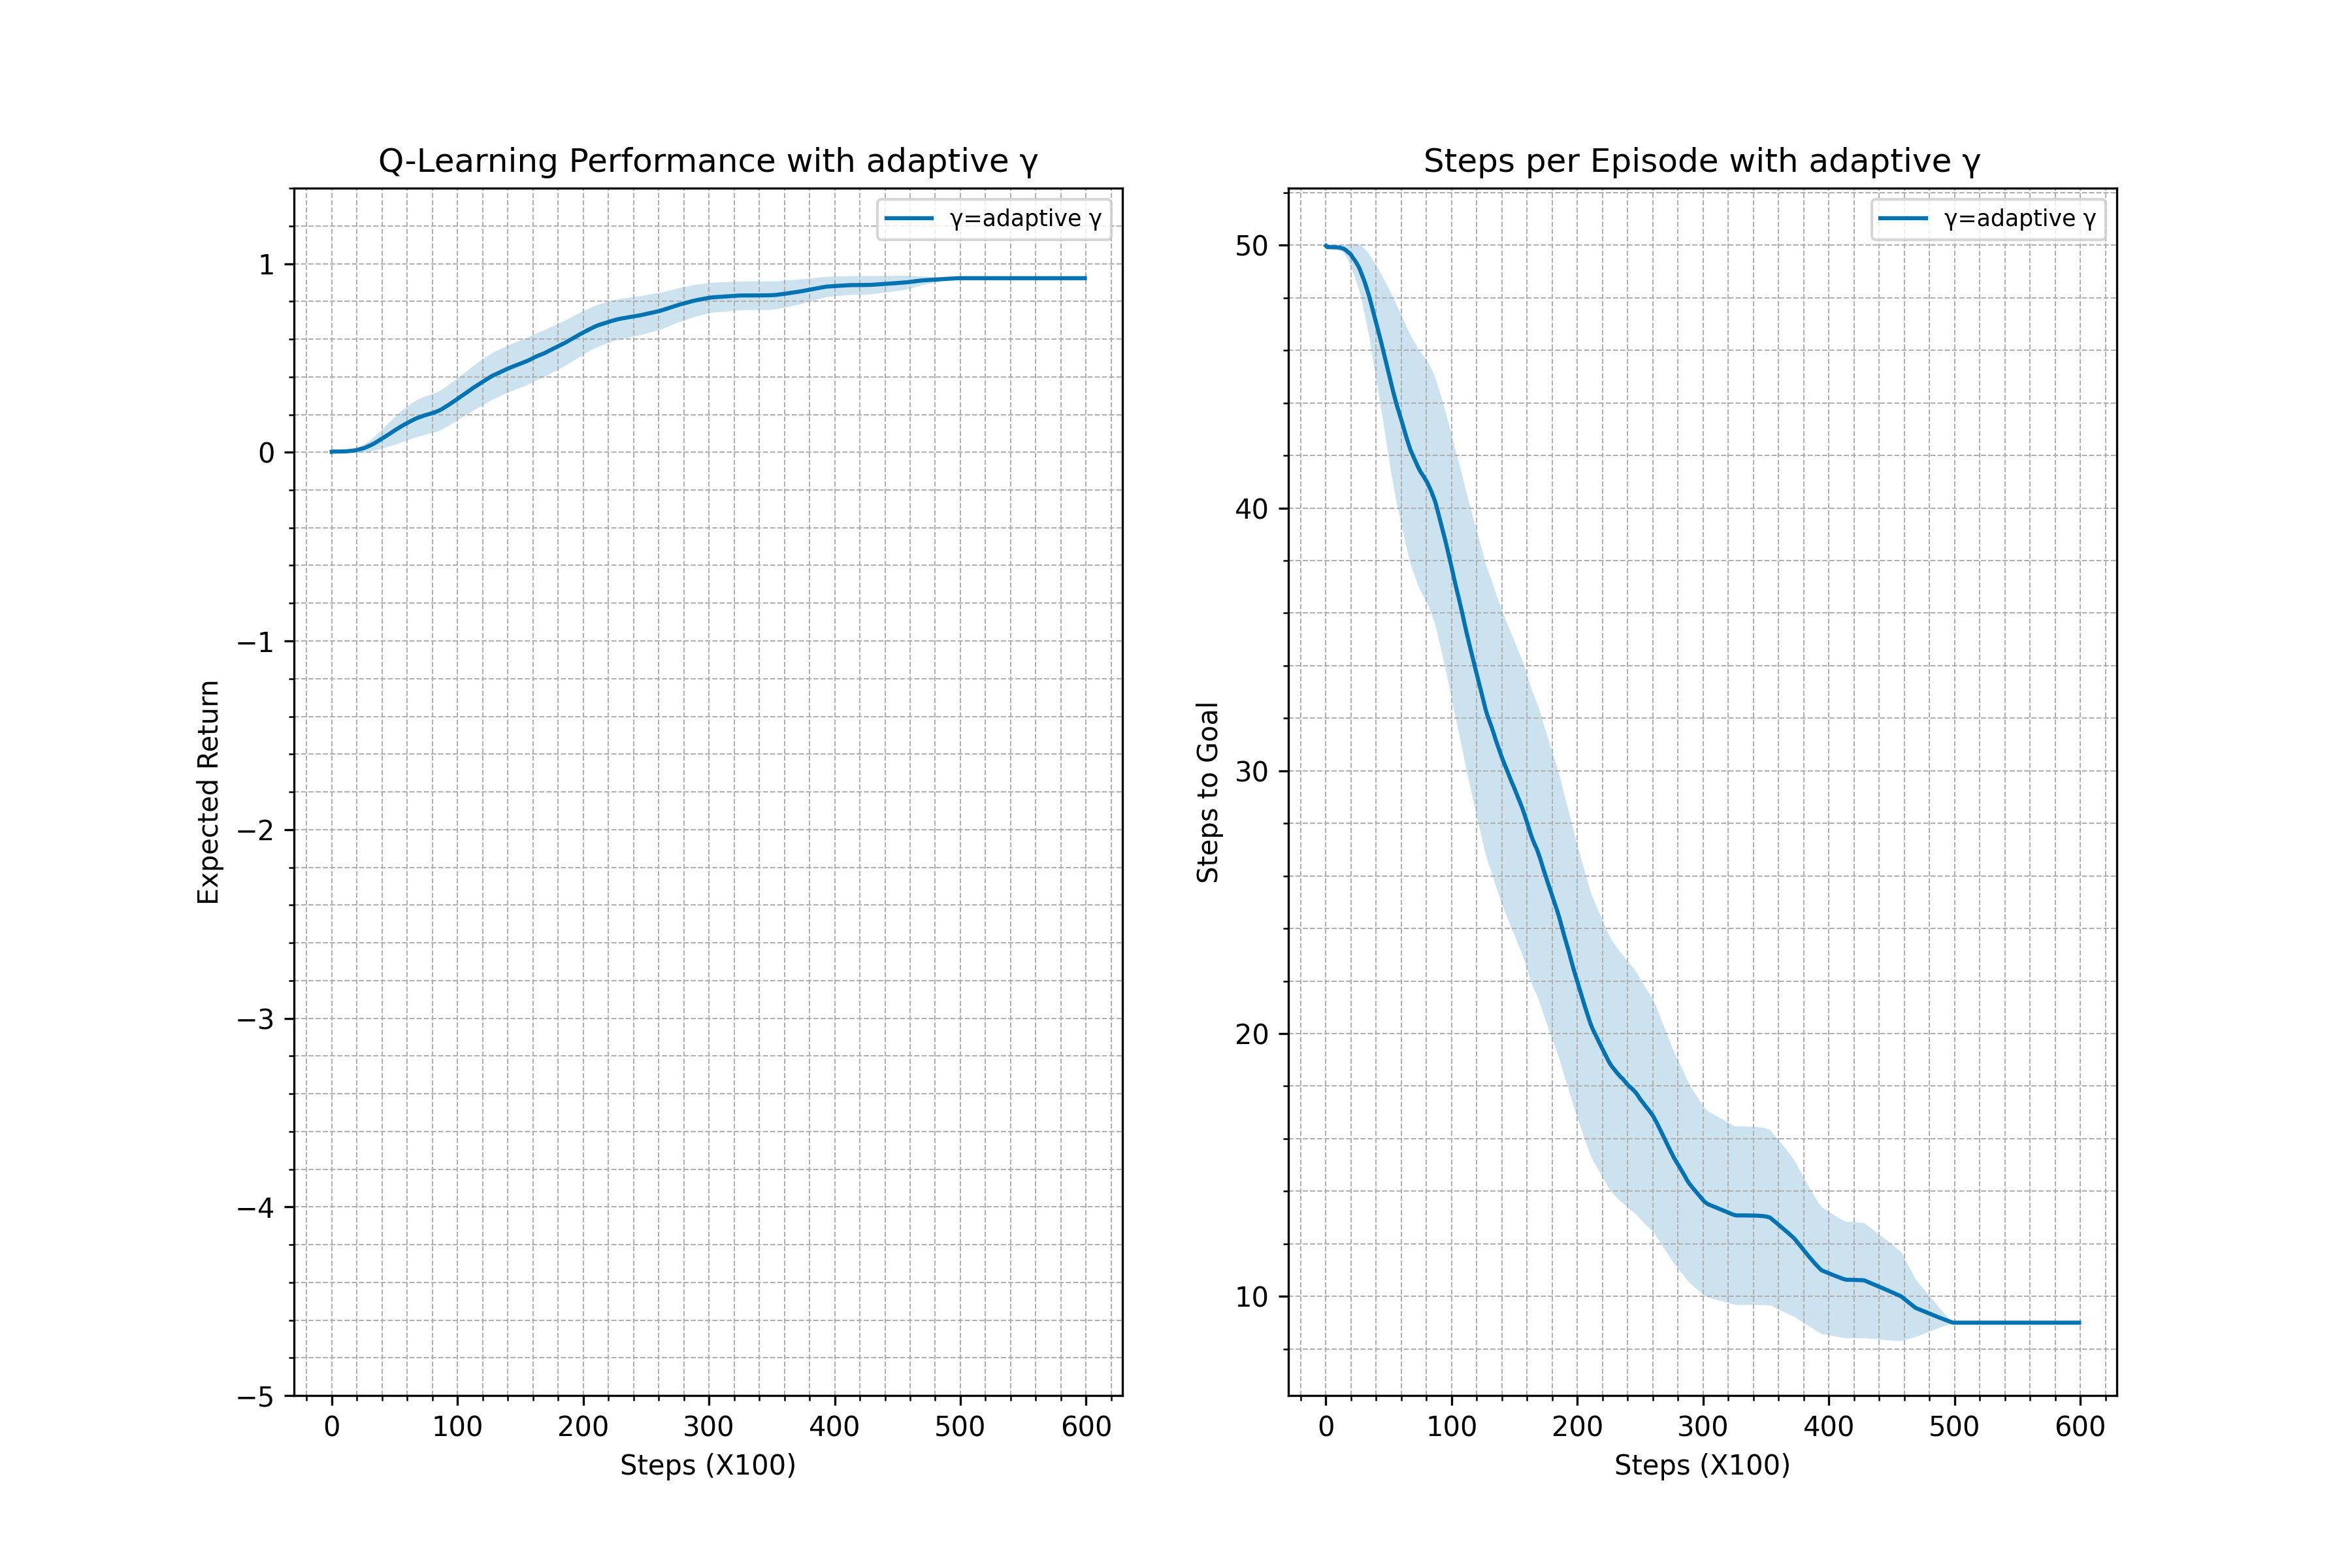 Q-Learning Performance with adaptive γ
γ=adaptive γ
1
0
−1
−2
−3
−4
−5
Expected Return
0 100 200 300 400 500 600
Steps (X100)
Steps per Episode with adaptive γ
γ=adaptive γ
50
40
30
20
10
Steps to Goal
0 100 200 300 400 500 600
Steps (X100)